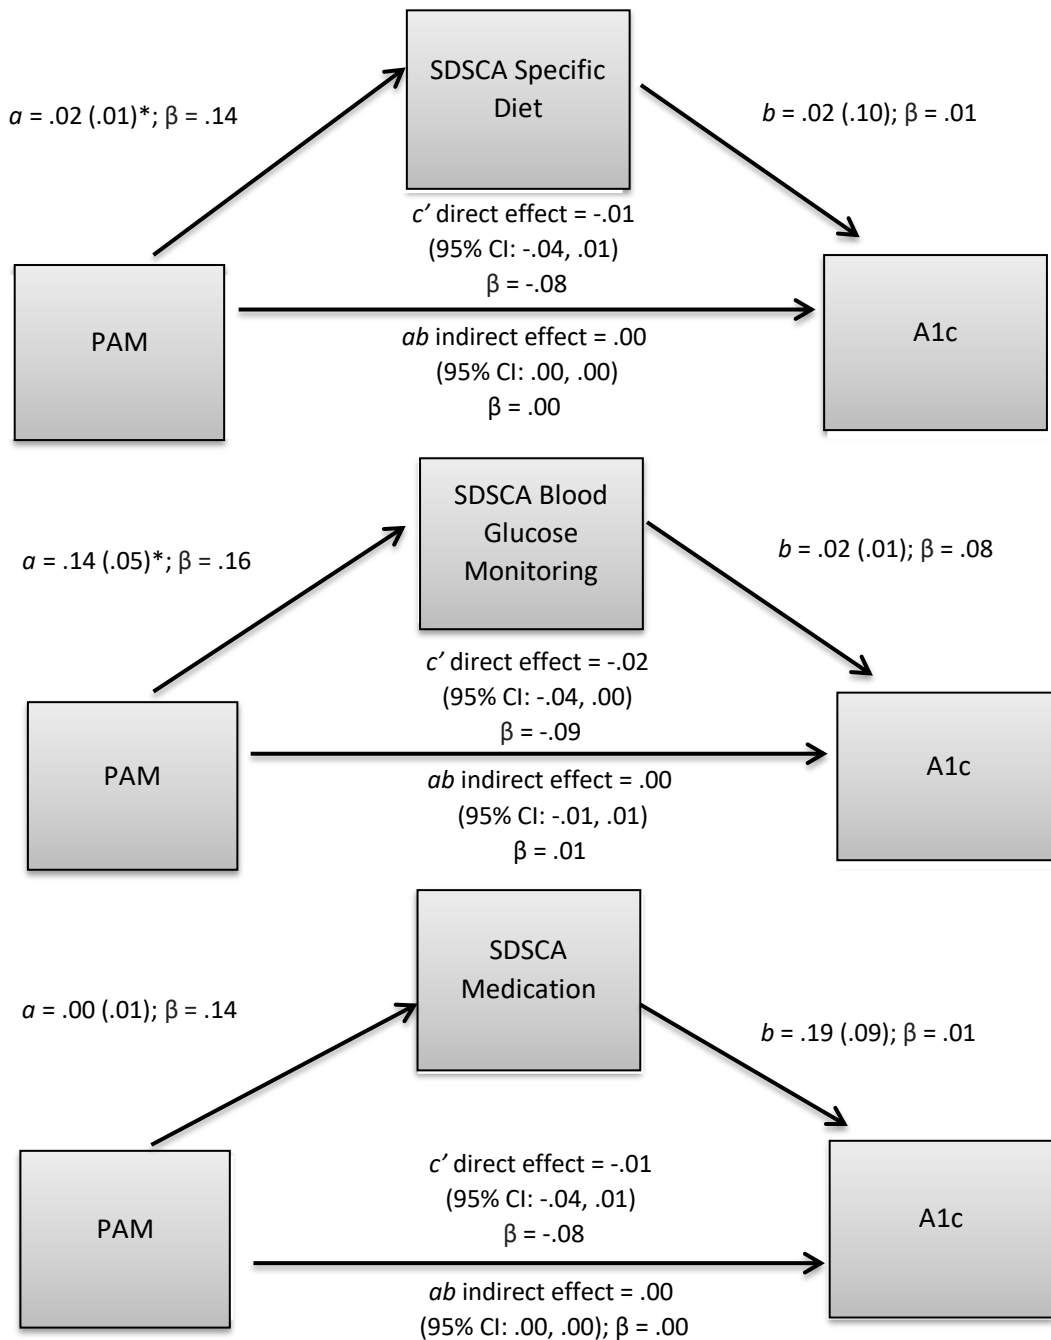 SDSCA Specific
Diet
a = .02 (.01)*; β = .14
b = .02 (.10); β = .01
c’ direct effect = -.01
(95% CI: -.04, .01)
β = -.08
PAM
A1c
ab indirect effect = .00
(95% CI: .00, .00)
β = .00
SDSCA Blood
Glucose
Monitoring
a = .14 (.05)*; β = .16
b = .02 (.01); β = .08
c’ direct effect = -.02
(95% CI: -.04, .00)
β = -.09
PAM
A1c
ab indirect effect = .00
(95% CI: -.01, .01)
β = .01
SDSCA
Medication
a = .00 (.01); β = .14
b = .19 (.09); β = .01
c’ direct effect = -.01
(95% CI: -.04, .01)
β = -.08
PAM
A1c
ab indirect effect = .00
(95% CI: .00, .00); β = .00